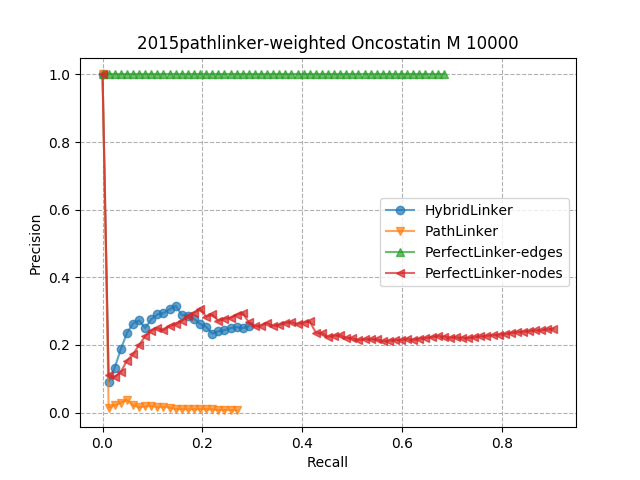 2015pathlinker-weighted Oncostatin M 10000
1.0
0.8
0.6
0.4
0.2
0.0
Precision
HybridLinker
PathLinker
PerfectLinker-edges
PerfectLinker-nodes
0.0 0.2 0.4 0.6 0.8
Recall